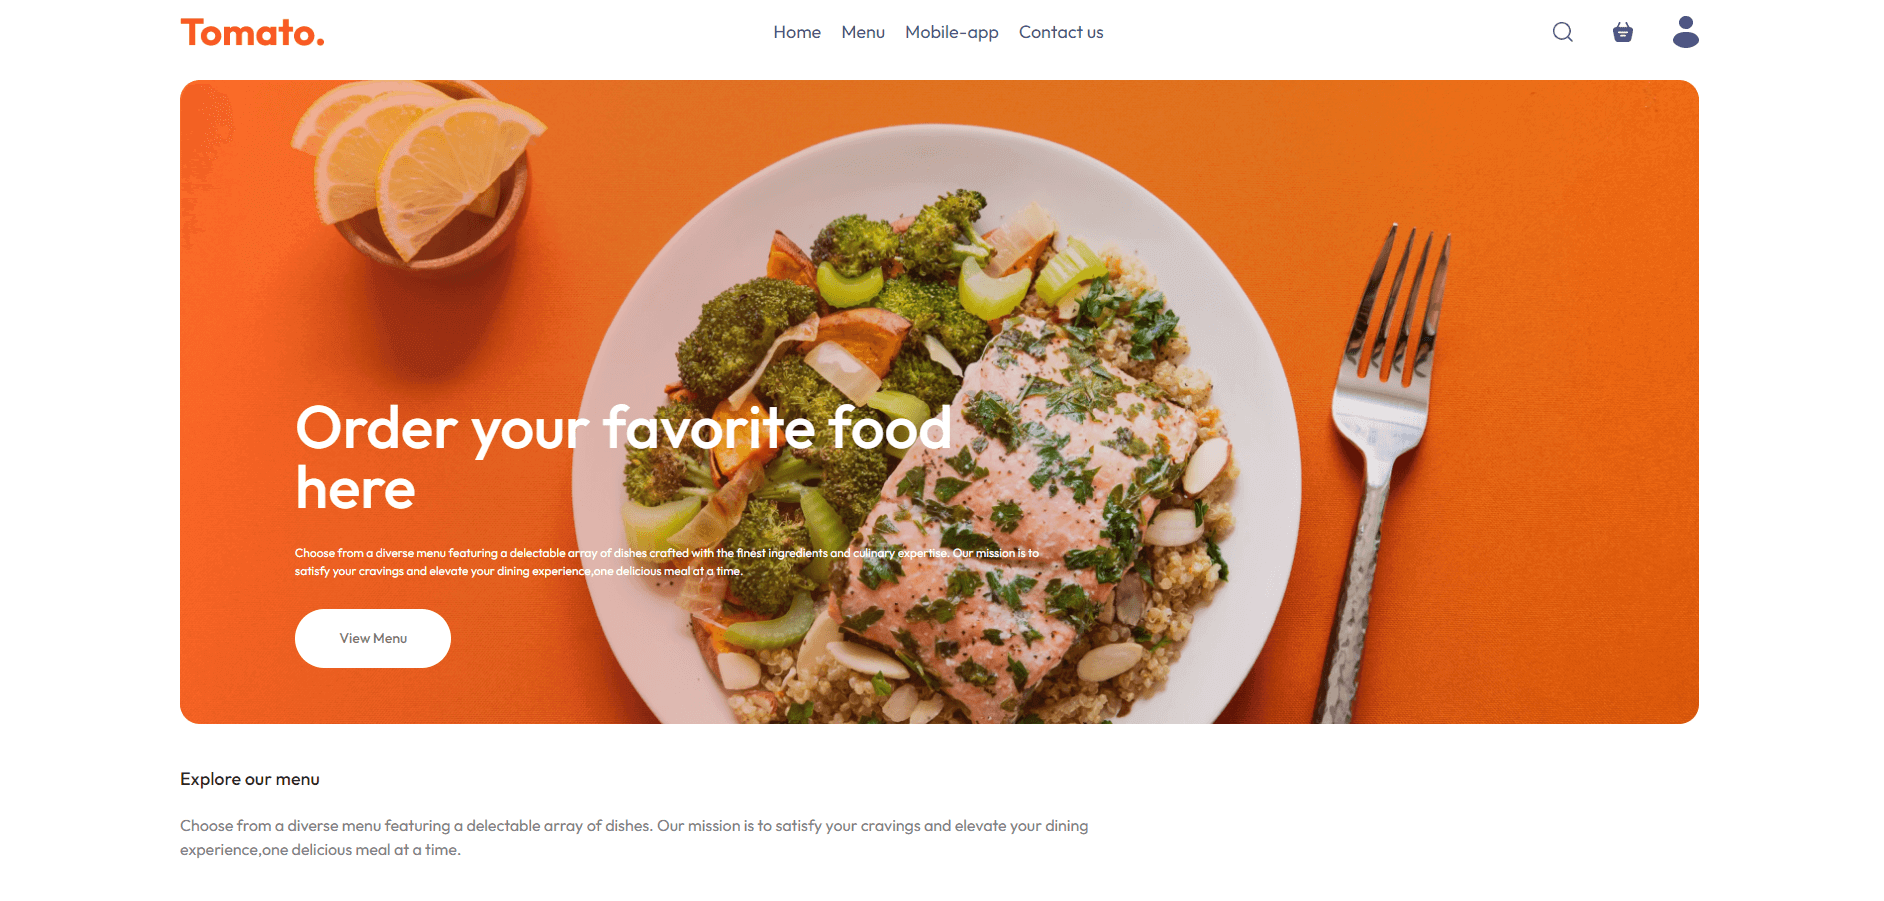 Tomato.
Home Menu Mobile-app Contact us
Order your favorite food
here
Choose from a diverse menu featuring a delectable array of dishes crafted with the finest ingredients and culinary expertise. Our mission is to
satisfy your cravings and elevate your dining experience,one delicious meal at a time.
View Menu
Explore our menu
Choose from a diverse menu featuring a delectable array of dishes. Our mission is to satisfy your cravings and elevate your dining
experience,one delicious meal at a time.